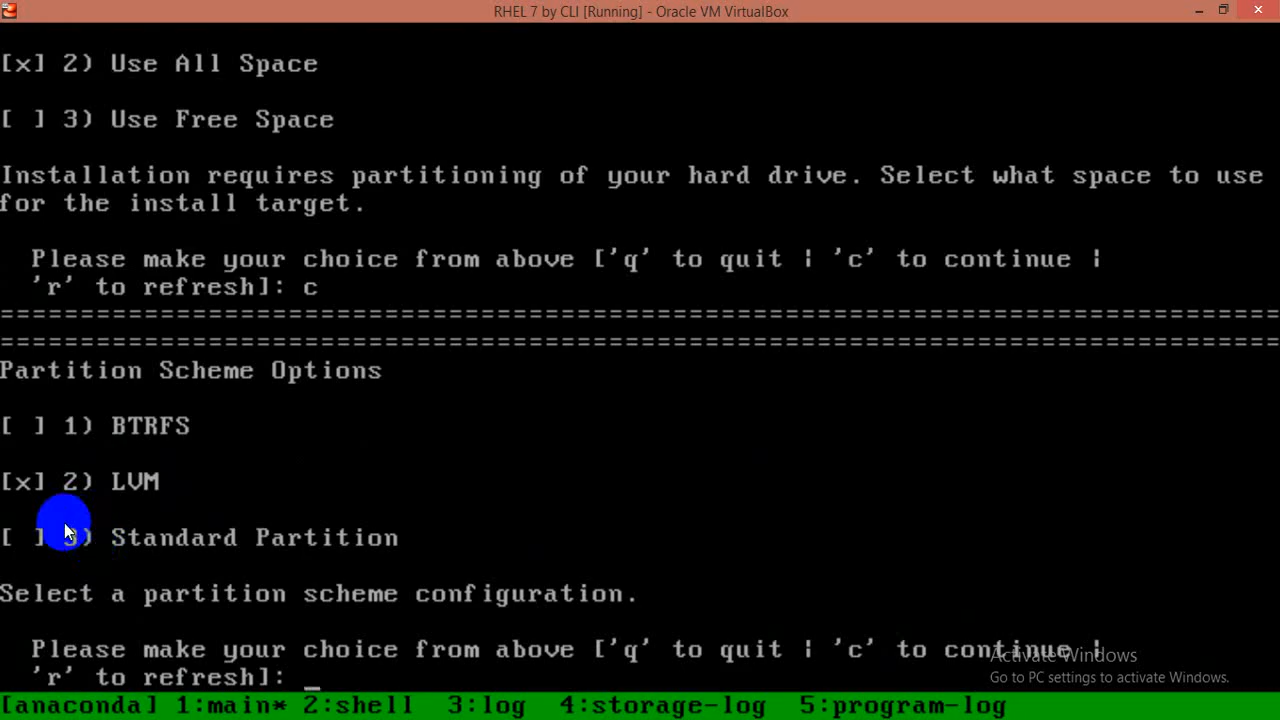 RHEL 7 by CLI [Running] - Oracle VM VirtualBox
[x] 2) Use All Space
[ ] 3) Use Free Space
Installation requires partitioning of your hard drive. Select what space to use
for the install target.
Please make your choice from above ['q' to quit | 'c' to continue |
'r' to refresh]: c
================================================================================
================================================================================
Partition Scheme Options
[ ] 1) BTRFS
[x] 2) LVM
[ ] 3) Standard Partition
Select a partition scheme configuration.
Please make your choice from above ['q' to quit | 'c' to continue |
'r' to refresh]: _
Activate Windows
Go to PC settings to activate Windows.
[anaconda] 1:main* 2:shell 3:log 4:storage-log 5:program-log